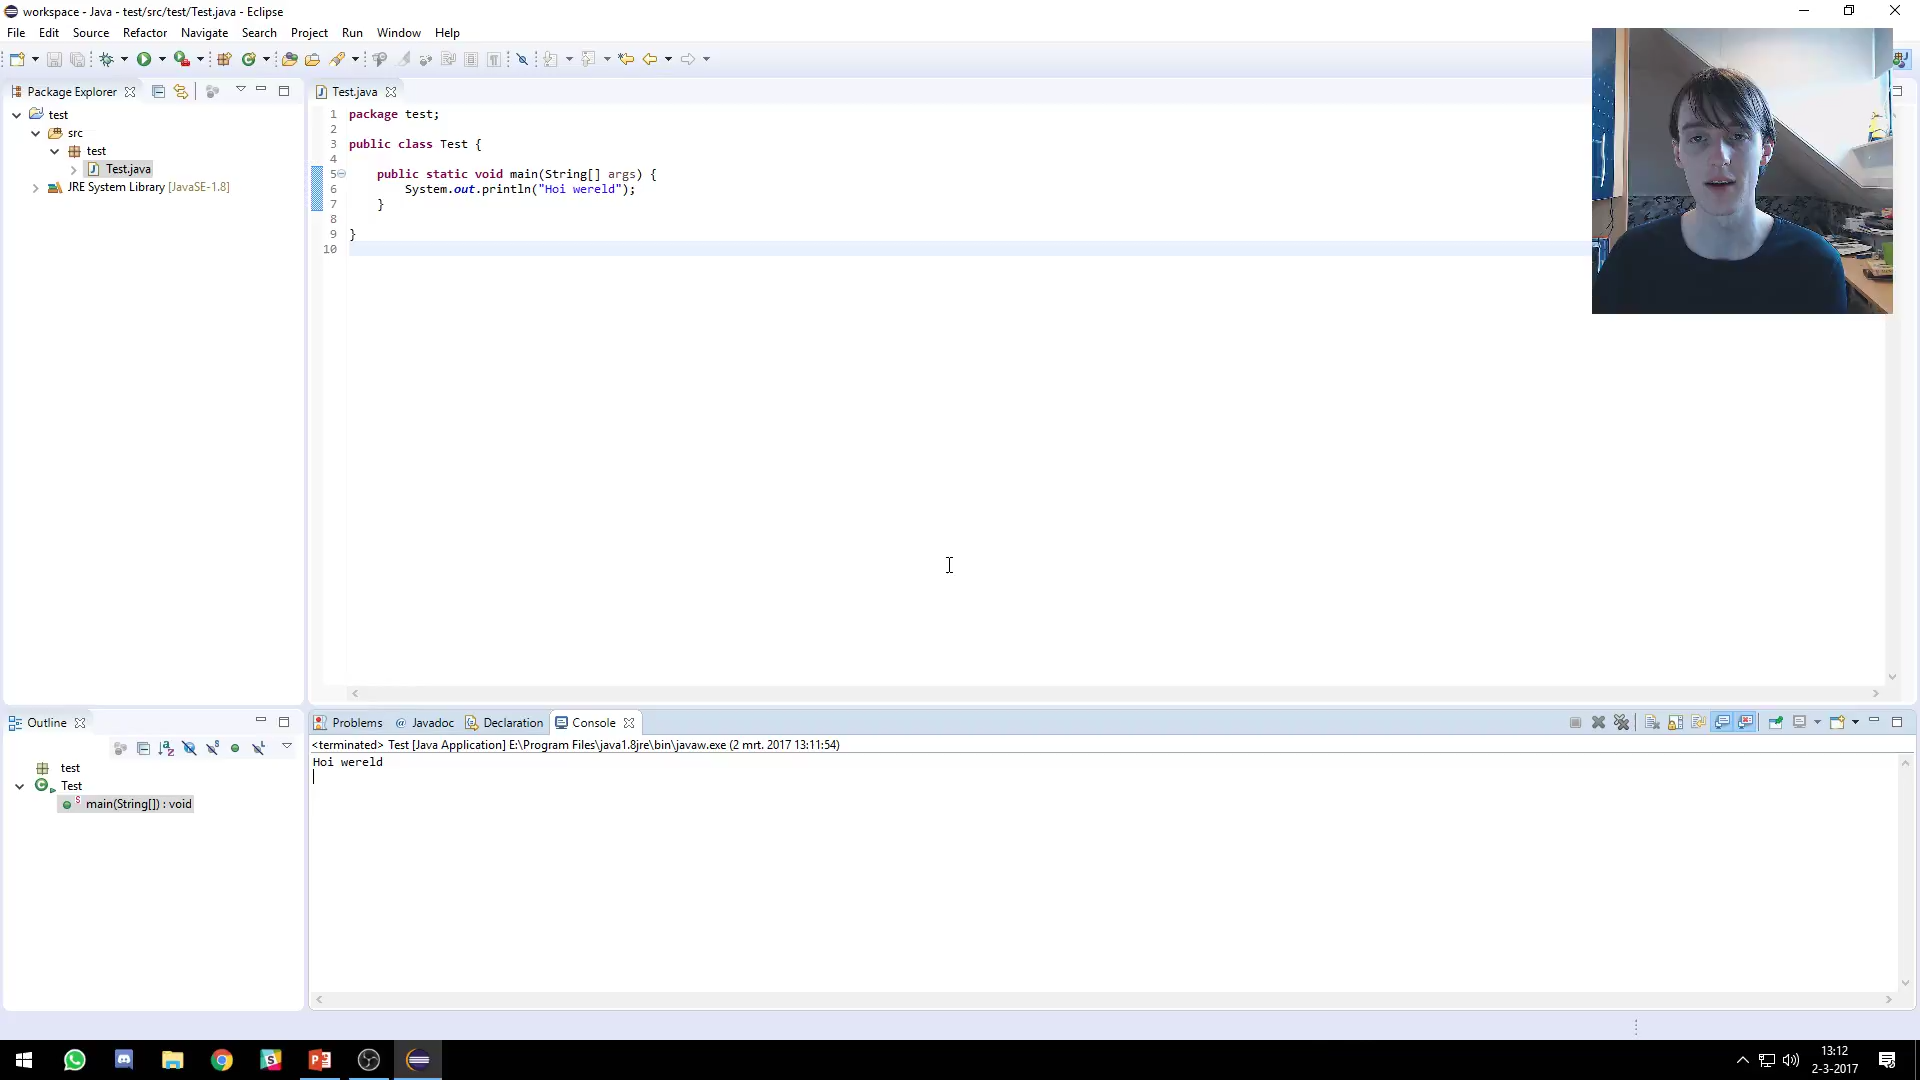 workspace - Java - test/src/test/Test.java - Eclipse
File Edit Source Refactor Navigate Search Project Run Window Help
Package Explorer
test
src
test
Test.java
JRE System Library [JavaSE-1.8]
Test.java
1 package test;
2
3 public class Test {
4
5 public static void main(String[] args) {
6 System.out.println("Hoi wereld");
7 }
8
9 }
10
Outline
test
Test
main(String[]) : void
Problems @ Javadoc Declaration Console
<terminated> Test [Java Application] E:\Program Files\java1.8jre\bin\javaw.exe (2 mrt. 2017 13:11:54)
Hoi wereld
13:12
2-3-2017